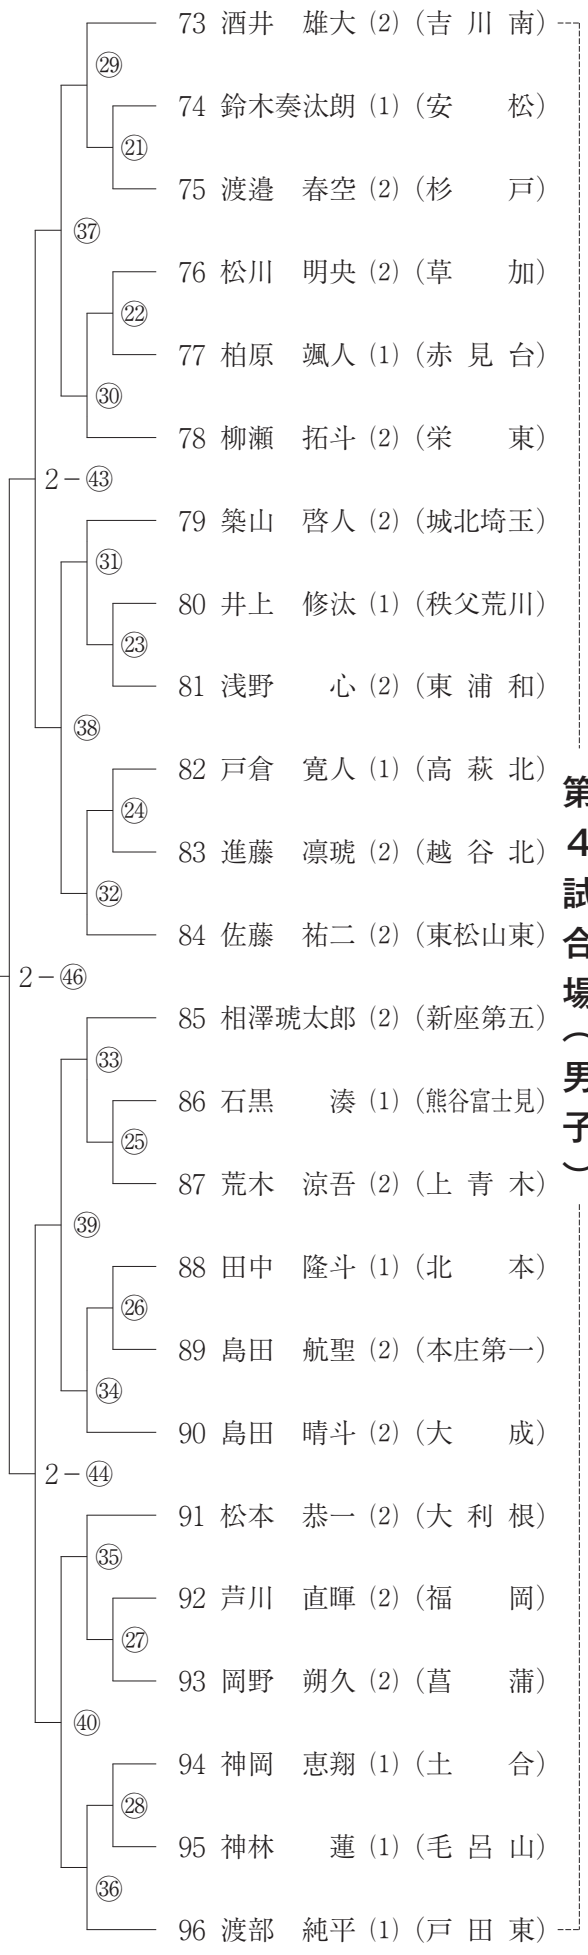 73 酒井 雄大 (2) (吉川南)
㉙
74 鈴木奏汰朗 (1) (安松)
㉑
75 渡邉 春空 (2) (杉戸)
㊲
76 松川 明央 (2) (草加)
㉒
77 柏原 颯人 (1) (赤見台)
㉚
78 柳瀬 拓斗 (2) (栄東)
2-㊸
79 築山 啓人 (2) (城北埼玉)
㉛
80 井上 修汰 (1) (秩父荒川)
㉓
81 浅野 心 (2) (東浦和)
㊳
82 戸倉 寛人 (1) (高萩北)
㉔
83 進藤 凛琥 (2) (越谷北)
㉜
84 佐藤 祐二 (2) (東松山東)
2-㊻
85 相澤琥太郎 (2) (新座第五)
㉝
86 石黒 湊 (1) (熊谷富士見)
㉕
87 荒木 涼吾 (2) (上青木)
㊴
88 田中 隆斗 (1) (北本)
㉖
89 島田 航聖 (2) (本庄第一)
㉞
90 島田 晴斗 (2) (大成)
2-㊹
91 松本 恭一 (2) (大利根)
㉟
92 芦川 直暉 (2) (福岡)
㉗
93 岡野 朔久 (2) (菖蒲)
㊵
94 神岡 恵翔 (1) (土合)
㉘
95 神林 蓮 (1) (毛呂山)
㊱
96 渡部 純平 (1) (戸田東)
第4試合場(男子)